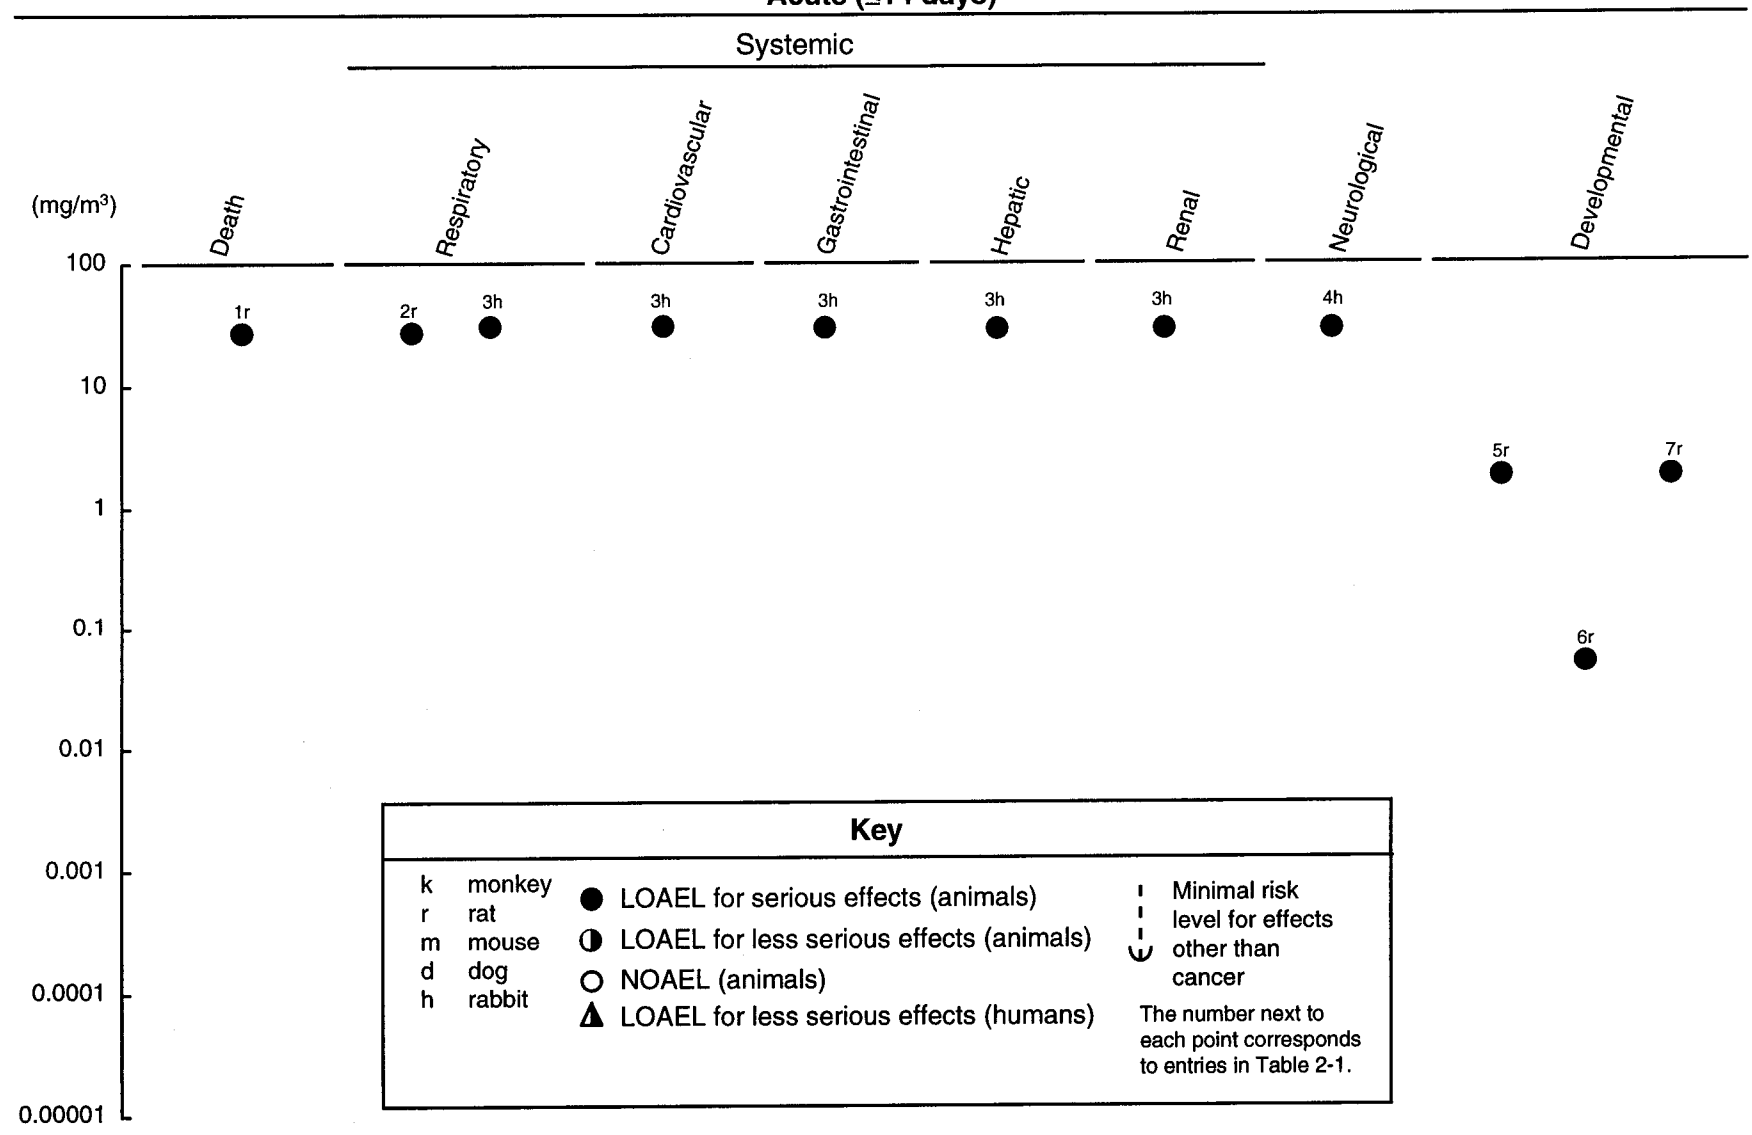 Acute (≤14 days)
Systemic
(mg/m³)
Death
Respiratory
Cardiovascular
Gastrointestinal
Hepatic
Renal
Neurological
Developmental
100
1r
2r
3h
3h
3h
3h
3h
4h
10
5r
7r
1
0.1
6r
0.01
0.001
0.0001
0.00001
Key
k monkey
r rat
m mouse
d dog
h rabbit
LOAEL for serious effects (animals)
LOAEL for less serious effects (animals)
NOAEL (animals)
LOAEL for less serious effects (humans)
Minimal risk
level for effects
other than
cancer
The number next to
each point corresponds
to entries in Table 2-1.